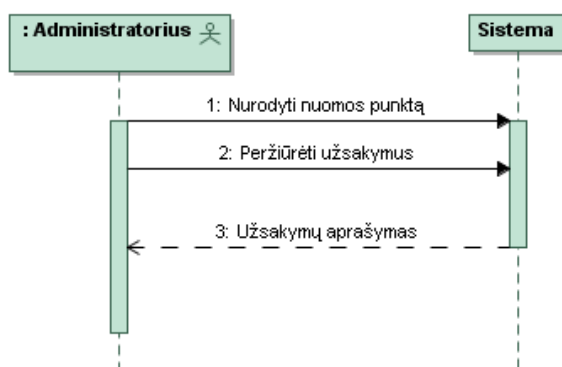 : Administratorius
Sistema
1: Nurodyti nuomos punktą
2: Peržiūrėti užsakymus
3: Užsakymų aprašymas